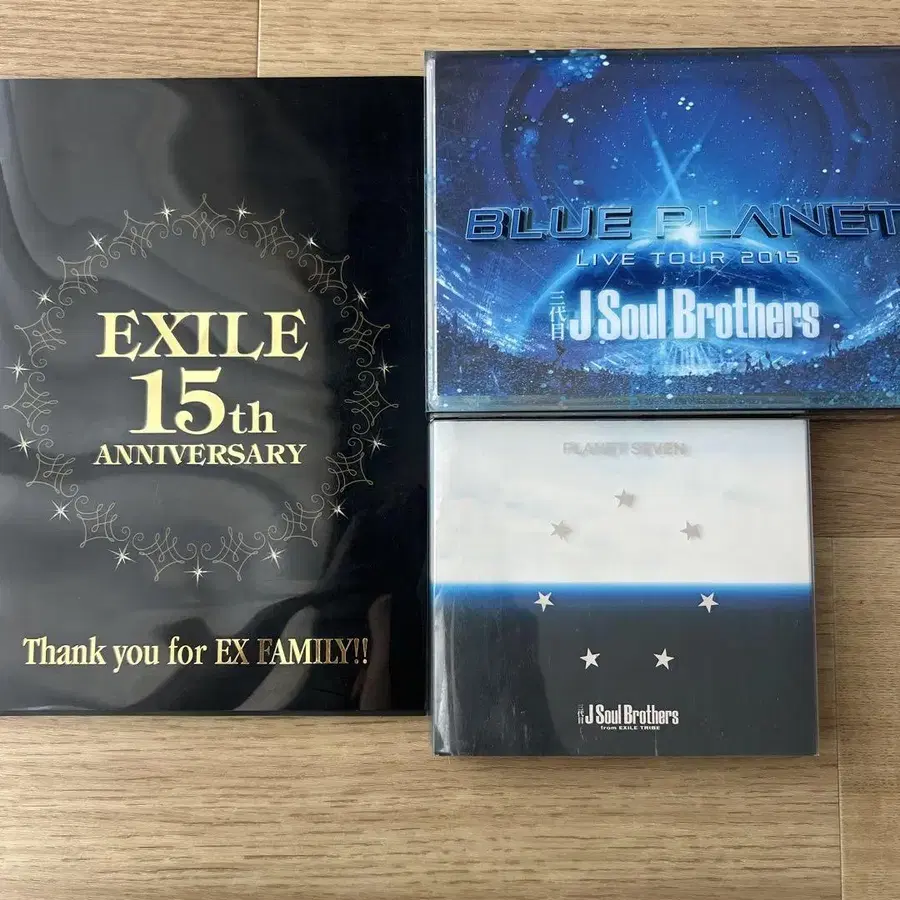 EXILE
15th
ANNIVERSARY
Thank you for EX FAMILY!!
BLUE PLANET
LIVE TOUR 2015
三代目 J Soul Brothers
PLANET SEVEN
三代目 J Soul Brothers
from EXILE TRIBE